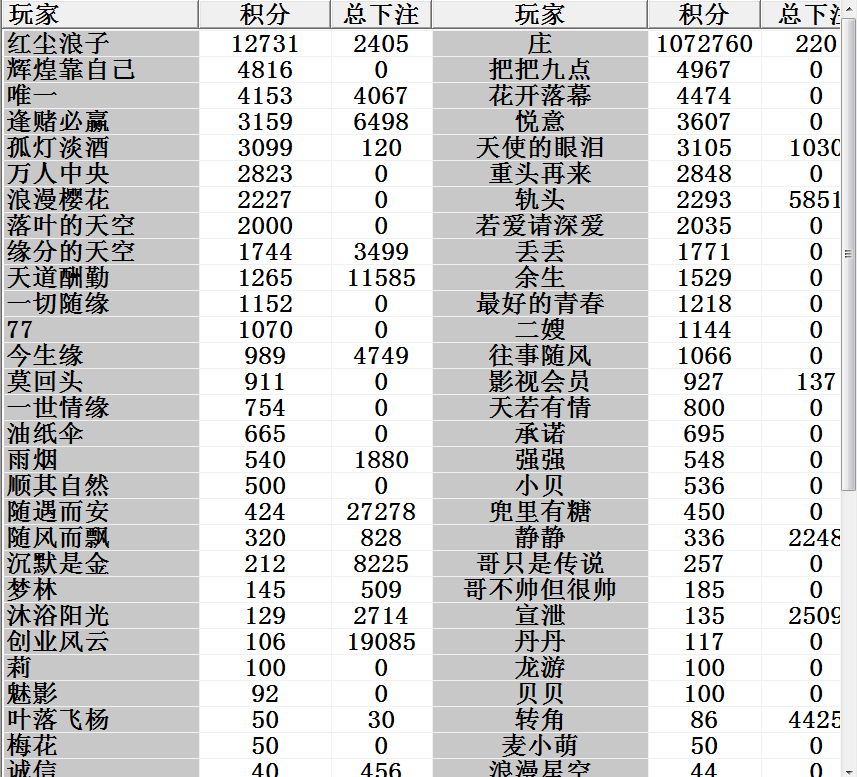 玩家 积分 总下注 玩家 积分 总下注
红尘浪子 12731 2405 庄 1072760 220
辉煌靠自己 4816 0 把把九点 4967 0
唯一 4153 4067 花开落幕 4474 0
逢赌必赢 3159 6498 悦意 3607 0
孤灯淡酒 3099 120 天使的眼泪 3105 1030
万人中央 2823 0 重头再来 2848 0
浪漫樱花 2227 0 轨头 2293 5851
落叶的天空 2000 0 若爱请深爱 2035 0
缘分的天空 1744 3499 丢丢 1771 0
天道酬勤 1265 11585 余生 1529 0
一切随缘 1152 0 最好的青春 1218 0
77 1070 0 二嫂 1144 0
今生缘 989 4749 往事随风 1066 0
莫回头 911 0 影视会员 927 137
一世情缘 754 0 天若有情 800 0
油纸伞 665 0 承诺 695 0
雨烟 540 1880 强强 548 0
顺其自然 500 0 小贝 536 0
随遇而安 424 27278 兜里有糖 450 0
随风而飘 320 828 静静 336 2248
沉默是金 212 8225 哥只是传说 257 0
梦林 145 509 哥不帅但很帅 185 0
沐浴阳光 129 2714 宣泄 135 2509
创业风云 106 19085 丹丹 117 0
莉 100 0 龙游 100 0
魅影 92 0 贝贝 100 0
叶落飞杨 50 30 转角 86 4425
梅花 50 0 麦小萌 50 0
诚信 40 456 浪漫星空 44 0